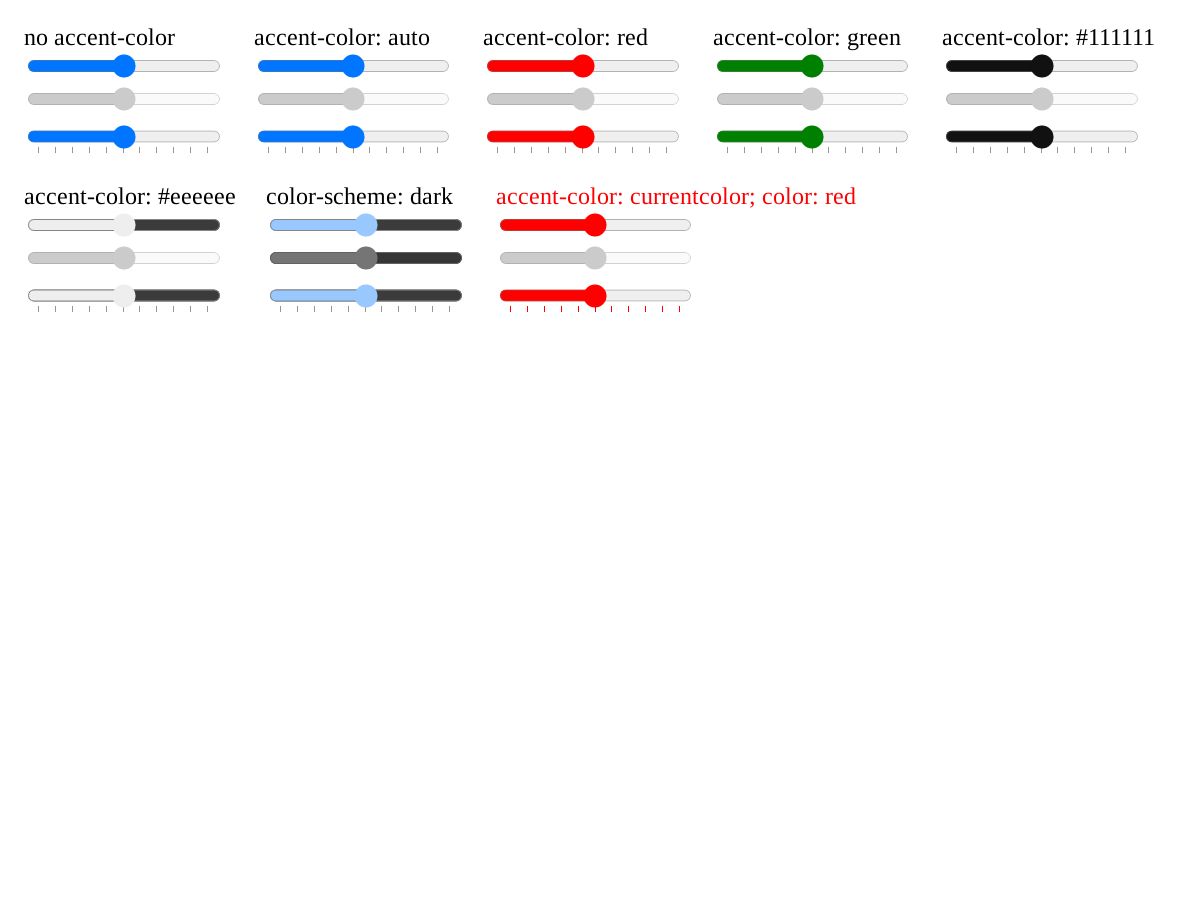 no accent-color
accent-color: auto
accent-color: red
accent-color: green
accent-color: #111111
accent-color: #eeeeee
color-scheme: dark
accent-color: currentcolor; color: red